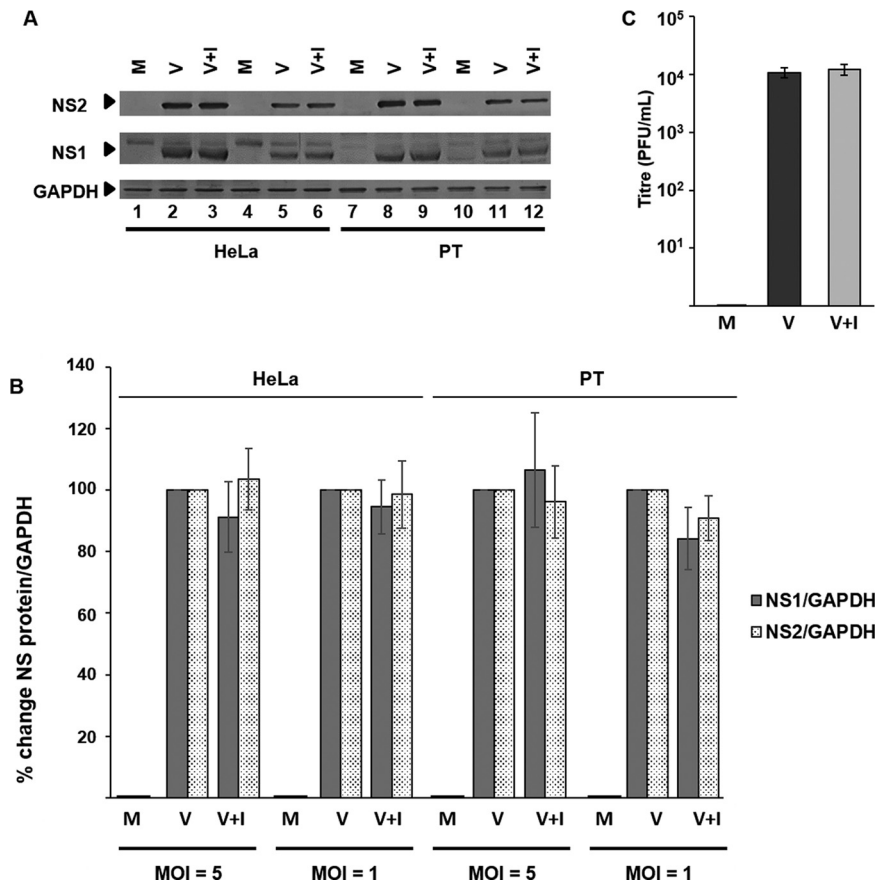 A
M V V+I M V V+I M V V+I M V V+I
NS2
NS1
GAPDH
1 2 3 4 5 6 7 8 9 10 11 12
HeLa PT
C
Titre (PFU/mL)
10⁵
10⁴
10³
10²
10¹
M V V+I
B
% change NS protein/GAPDH
140
120
100
80
60
40
20
HeLa PT
NS1/GAPDH
NS2/GAPDH
M V V+I M V V+I M V V+I M V V+I
MOI = 5 MOI = 1 MOI = 5 MOI = 1